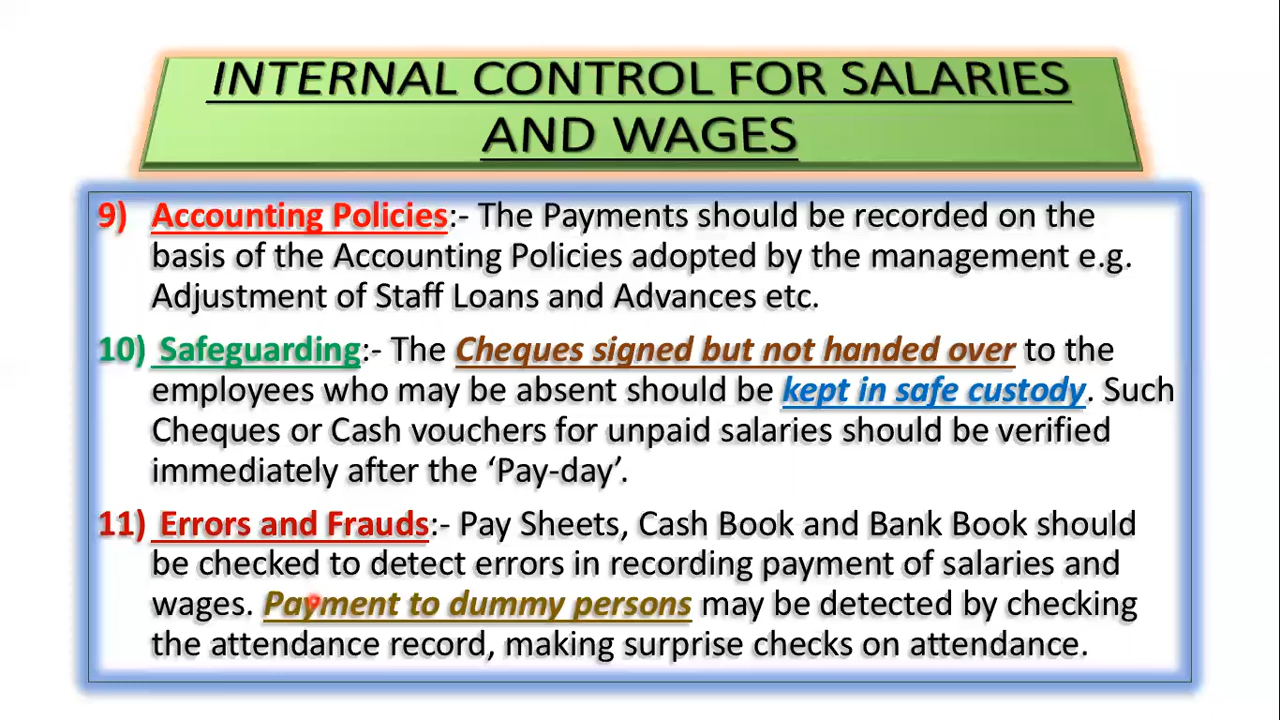 INTERNAL CONTROL FOR SALARIES
AND WAGES
9) Accounting Policies:- The Payments should be recorded on the
basis of the Accounting Policies adopted by the management e.g.
Adjustment of Staff Loans and Advances etc.
10) Safeguarding:- The Cheques signed but not handed over to the
employees who may be absent should be kept in safe custody. Such
Cheques or Cash vouchers for unpaid salaries should be verified
immediately after the ‘Pay-day’.
11) Errors and Frauds:- Pay Sheets, Cash Book and Bank Book should
be checked to detect errors in recording payment of salaries and
wages. Payment to dummy persons may be detected by checking
the attendance record, making surprise checks on attendance.